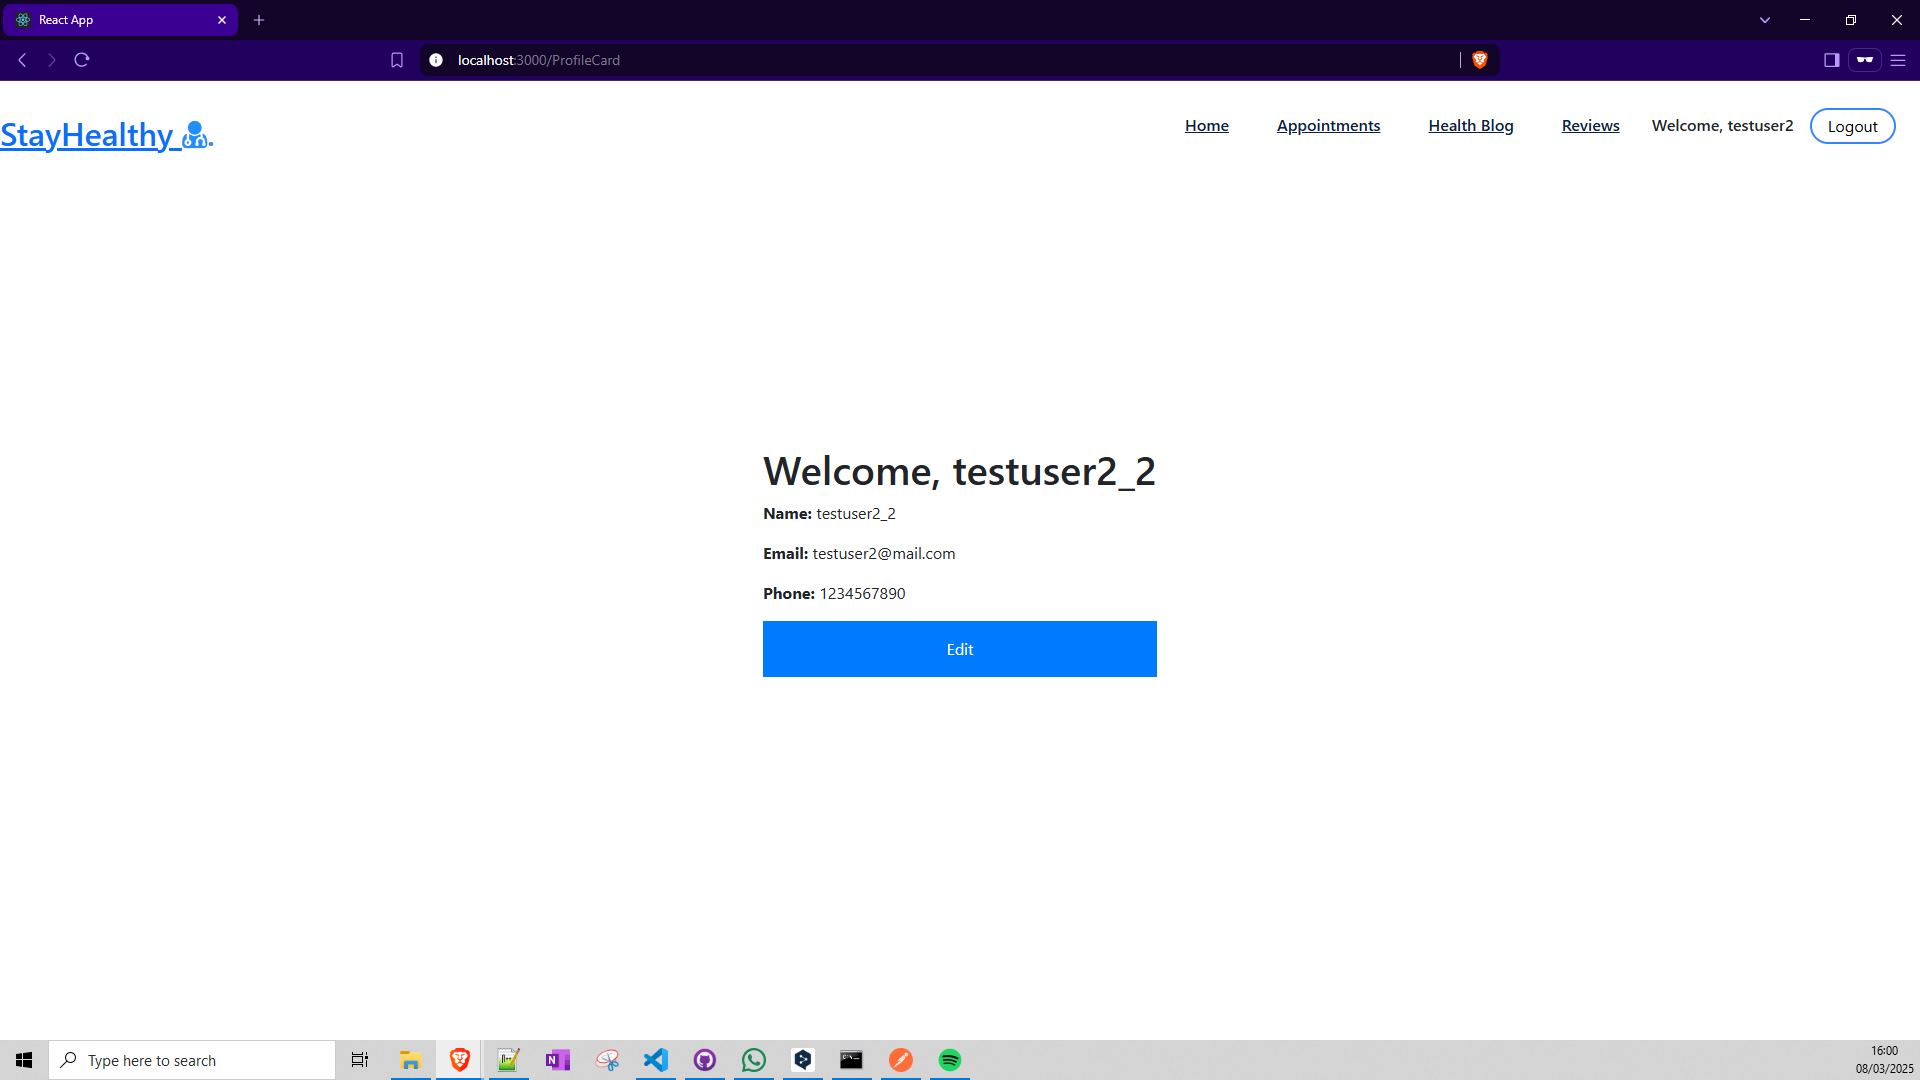 React App
localhost:3000/ProfileCard
StayHealthy .
Home Appointments Health Blog Reviews Welcome, testuser2 Logout
Welcome, testuser2_2
Name: testuser2_2
Email: testuser2@mail.com
Phone: 1234567890
Edit
Type here to search
16:00
08/03/2025